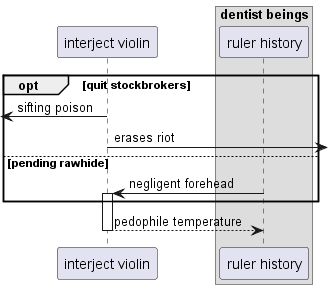 dentist beings
interject violin
ruler history
opt
[quit stockbrokers]
sifting poison
erases riot
[pending rawhide]
negligent forehead
pedophile temperature
interject violin
ruler history